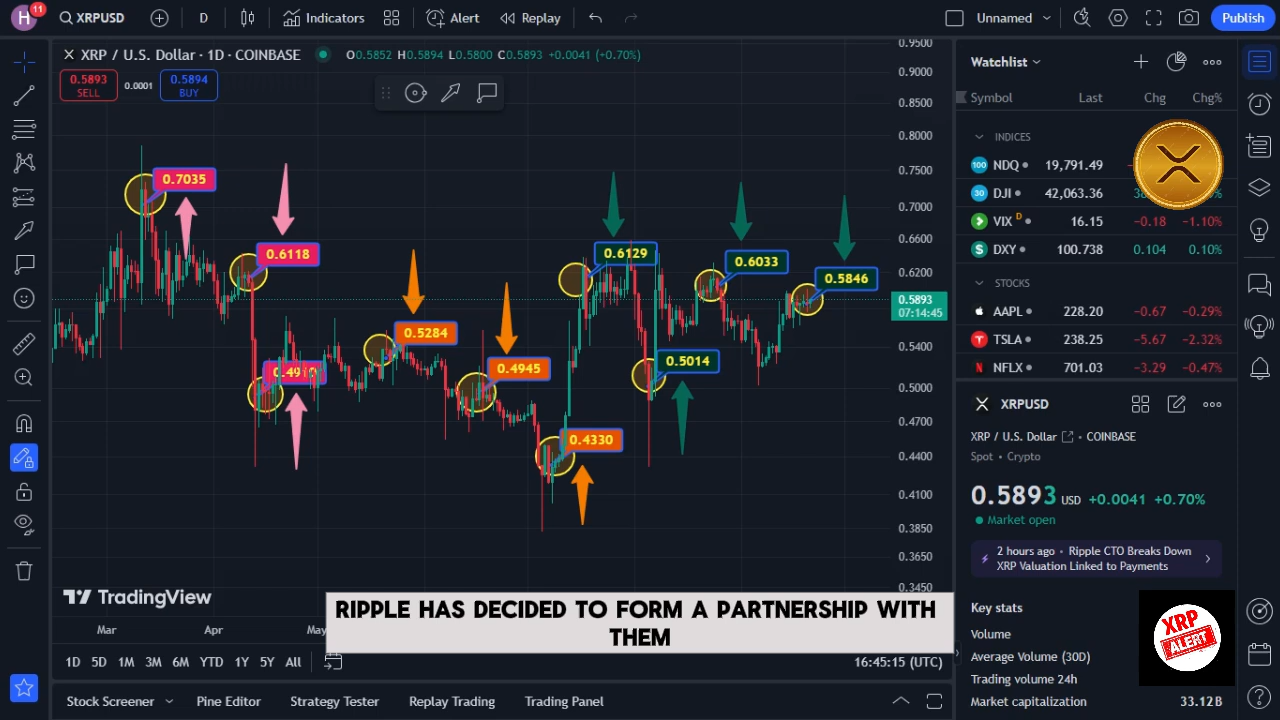 H
11
XRPUSD
D
Indicators
Alert
Replay
Unnamed
Publish
XRP / U.S. Dollar · 1D · COINBASE
O0.5852 H0.5894 L0.5800 C0.5893 +0.0041 (+0.70%)
0.5893
SELL
0.0001
0.5894
BUY
0.7035
0.6118
0.5284
0.4945
0.4330
0.6129
0.5014
0.6033
0.5846
0.9500
0.9000
0.8500
0.8000
0.7500
0.7000
0.6600
0.6200
0.5893
07:14:45
0.5400
0.5000
0.4700
0.4400
0.4100
0.3850
0.3650
0.3450
TradingView
Mar
Apr
RIPPLE HAS DECIDED TO FORM A PARTNERSHIP WITH
THEM
1D 5D 1M 3M 6M YTD 1Y 5Y All
16:45:15 (UTC)
Stock Screener
Pine Editor
Strategy Tester
Replay Trading
Trading Panel
Watchlist
Symbol Last Chg Chg%
INDICES
100 NDQ 19,791.49
30 DJI 42,063.36
VIX D 16.15 −0.18 −1.10%
$ DXY 100.738 0.104 0.10%
STOCKS
AAPL 228.20 −0.67 −0.29%
TSLA 238.25 −5.67 −2.32%
N NFLX 701.03 −3.29 −0.47%
XRPUSD
XRP / U.S. Dollar COINBASE
Spot • Crypto
0.5893 USD +0.0041 +0.70%
Market open
2 hours ago • Ripple CTO Breaks Down
XRP Valuation Linked to Payments
Key stats
Volume
Average Volume (30D)
Trading volume 24h
Market capitalization 33.12B
XRP
ALERT